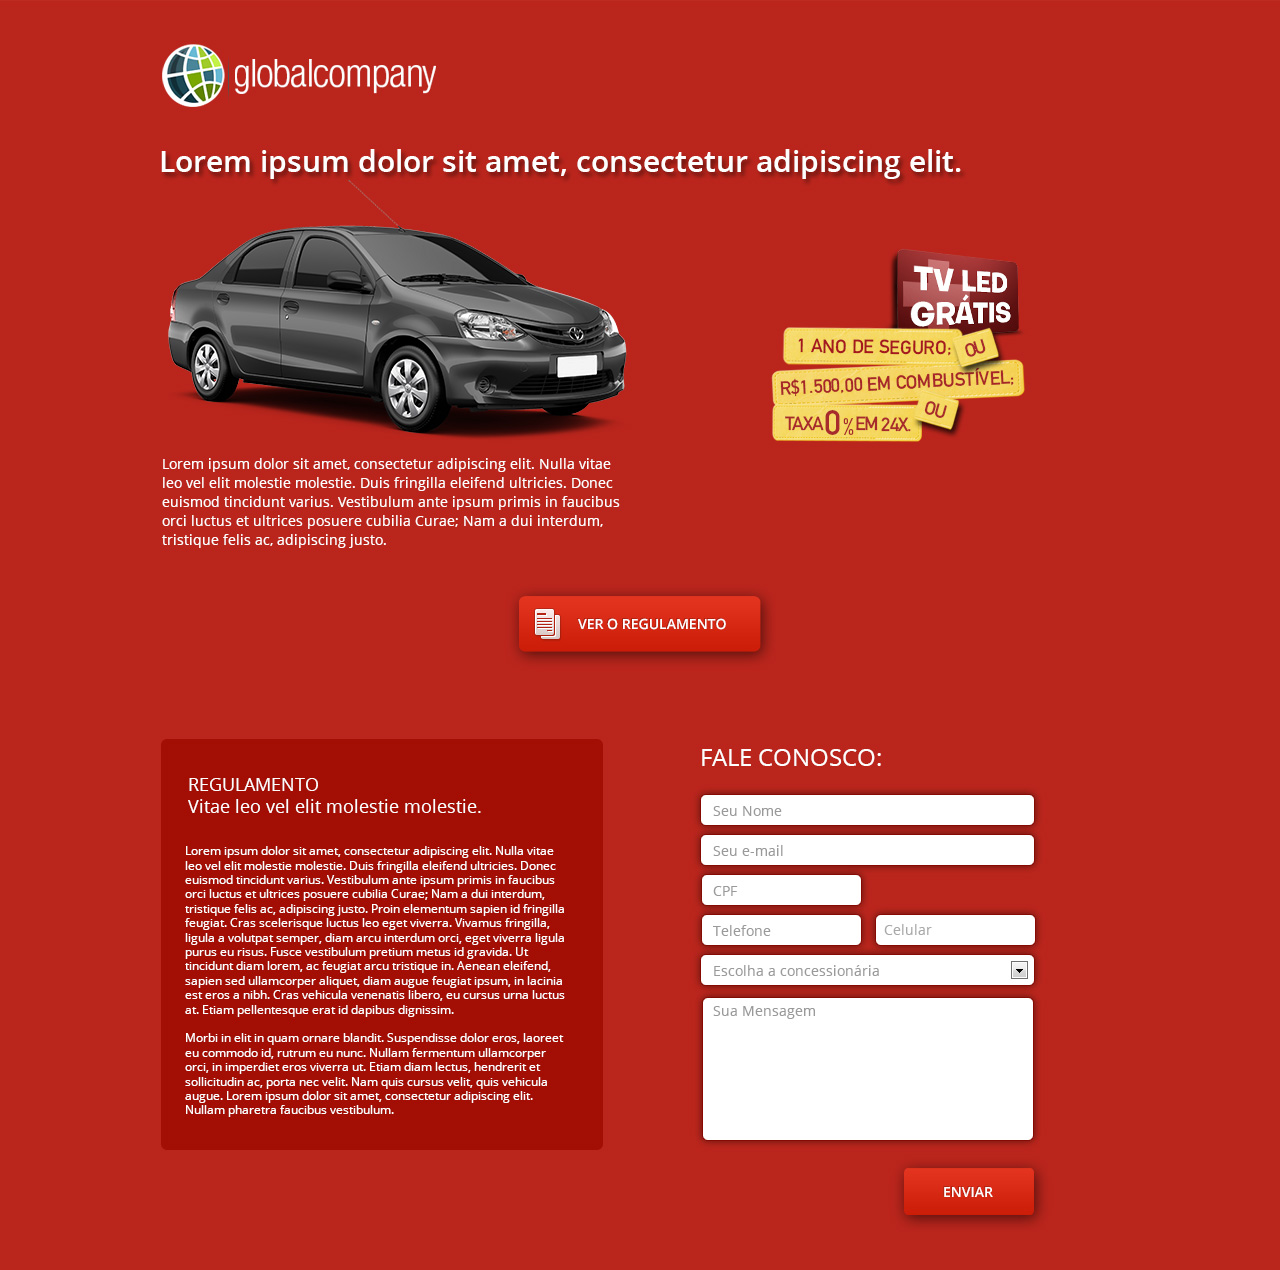 globalcompany
Lorem ipsum dolor sit amet, consectetur adipiscing elit.
TV LED
GRÁTIS
1 ANO DE SEGURO;
OU
R$1.500,00 EM COMBUSTÍVEL;
OU
TAXA 0% EM 24X.
Lorem ipsum dolor sit amet, consectetur adipiscing elit. Nulla vitae
leo vel elit molestie molestie. Duis fringilla eleifend ultricies. Donec
euismod tincidunt varius. Vestibulum ante ipsum primis in faucibus
orci luctus et ultrices posuere cubilia Curae; Nam a dui interdum,
tristique felis ac, adipiscing justo.
VER O REGULAMENTO
REGULAMENTO
Vitae leo vel elit molestie molestie.
Lorem ipsum dolor sit amet, consectetur adipiscing elit. Nulla vitae
leo vel elit molestie molestie. Duis fringilla eleifend ultricies. Donec
euismod tincidunt varius. Vestibulum ante ipsum primis in faucibus
orci luctus et ultrices posuere cubilia Curae; Nam a dui interdum,
tristique felis ac, adipiscing justo. Proin elementum sapien id fringilla
feugiat. Cras scelerisque luctus leo eget viverra. Vivamus fringilla,
ligula a volutpat semper, diam arcu interdum orci, eget viverra ligula
purus eu risus. Fusce vestibulum pretium metus id gravida. Ut
tincidunt diam lorem, ac feugiat arcu tristique in. Aenean eleifend,
sapien sed ullamcorper aliquet, diam augue feugiat ipsum, in lacinia
est eros a nibh. Cras vehicula venenatis libero, eu cursus urna luctus
at. Etiam pellentesque erat id dapibus dignissim.
Morbi in elit in quam ornare blandit. Suspendisse dolor eros, laoreet
eu commodo id, rutrum eu nunc. Nullam fermentum ullamcorper
orci, in imperdiet eros viverra ut. Etiam diam lectus, hendrerit et
sollicitudin ac, porta nec velit. Nam quis cursus velit, quis vehicula
augue. Lorem ipsum dolor sit amet, consectetur adipiscing elit.
Nullam pharetra faucibus vestibulum.
FALE CONOSCO:
Seu Nome
Seu e-mail
CPF
Telefone
Celular
Escolha a concessionária
Sua Mensagem
ENVIAR